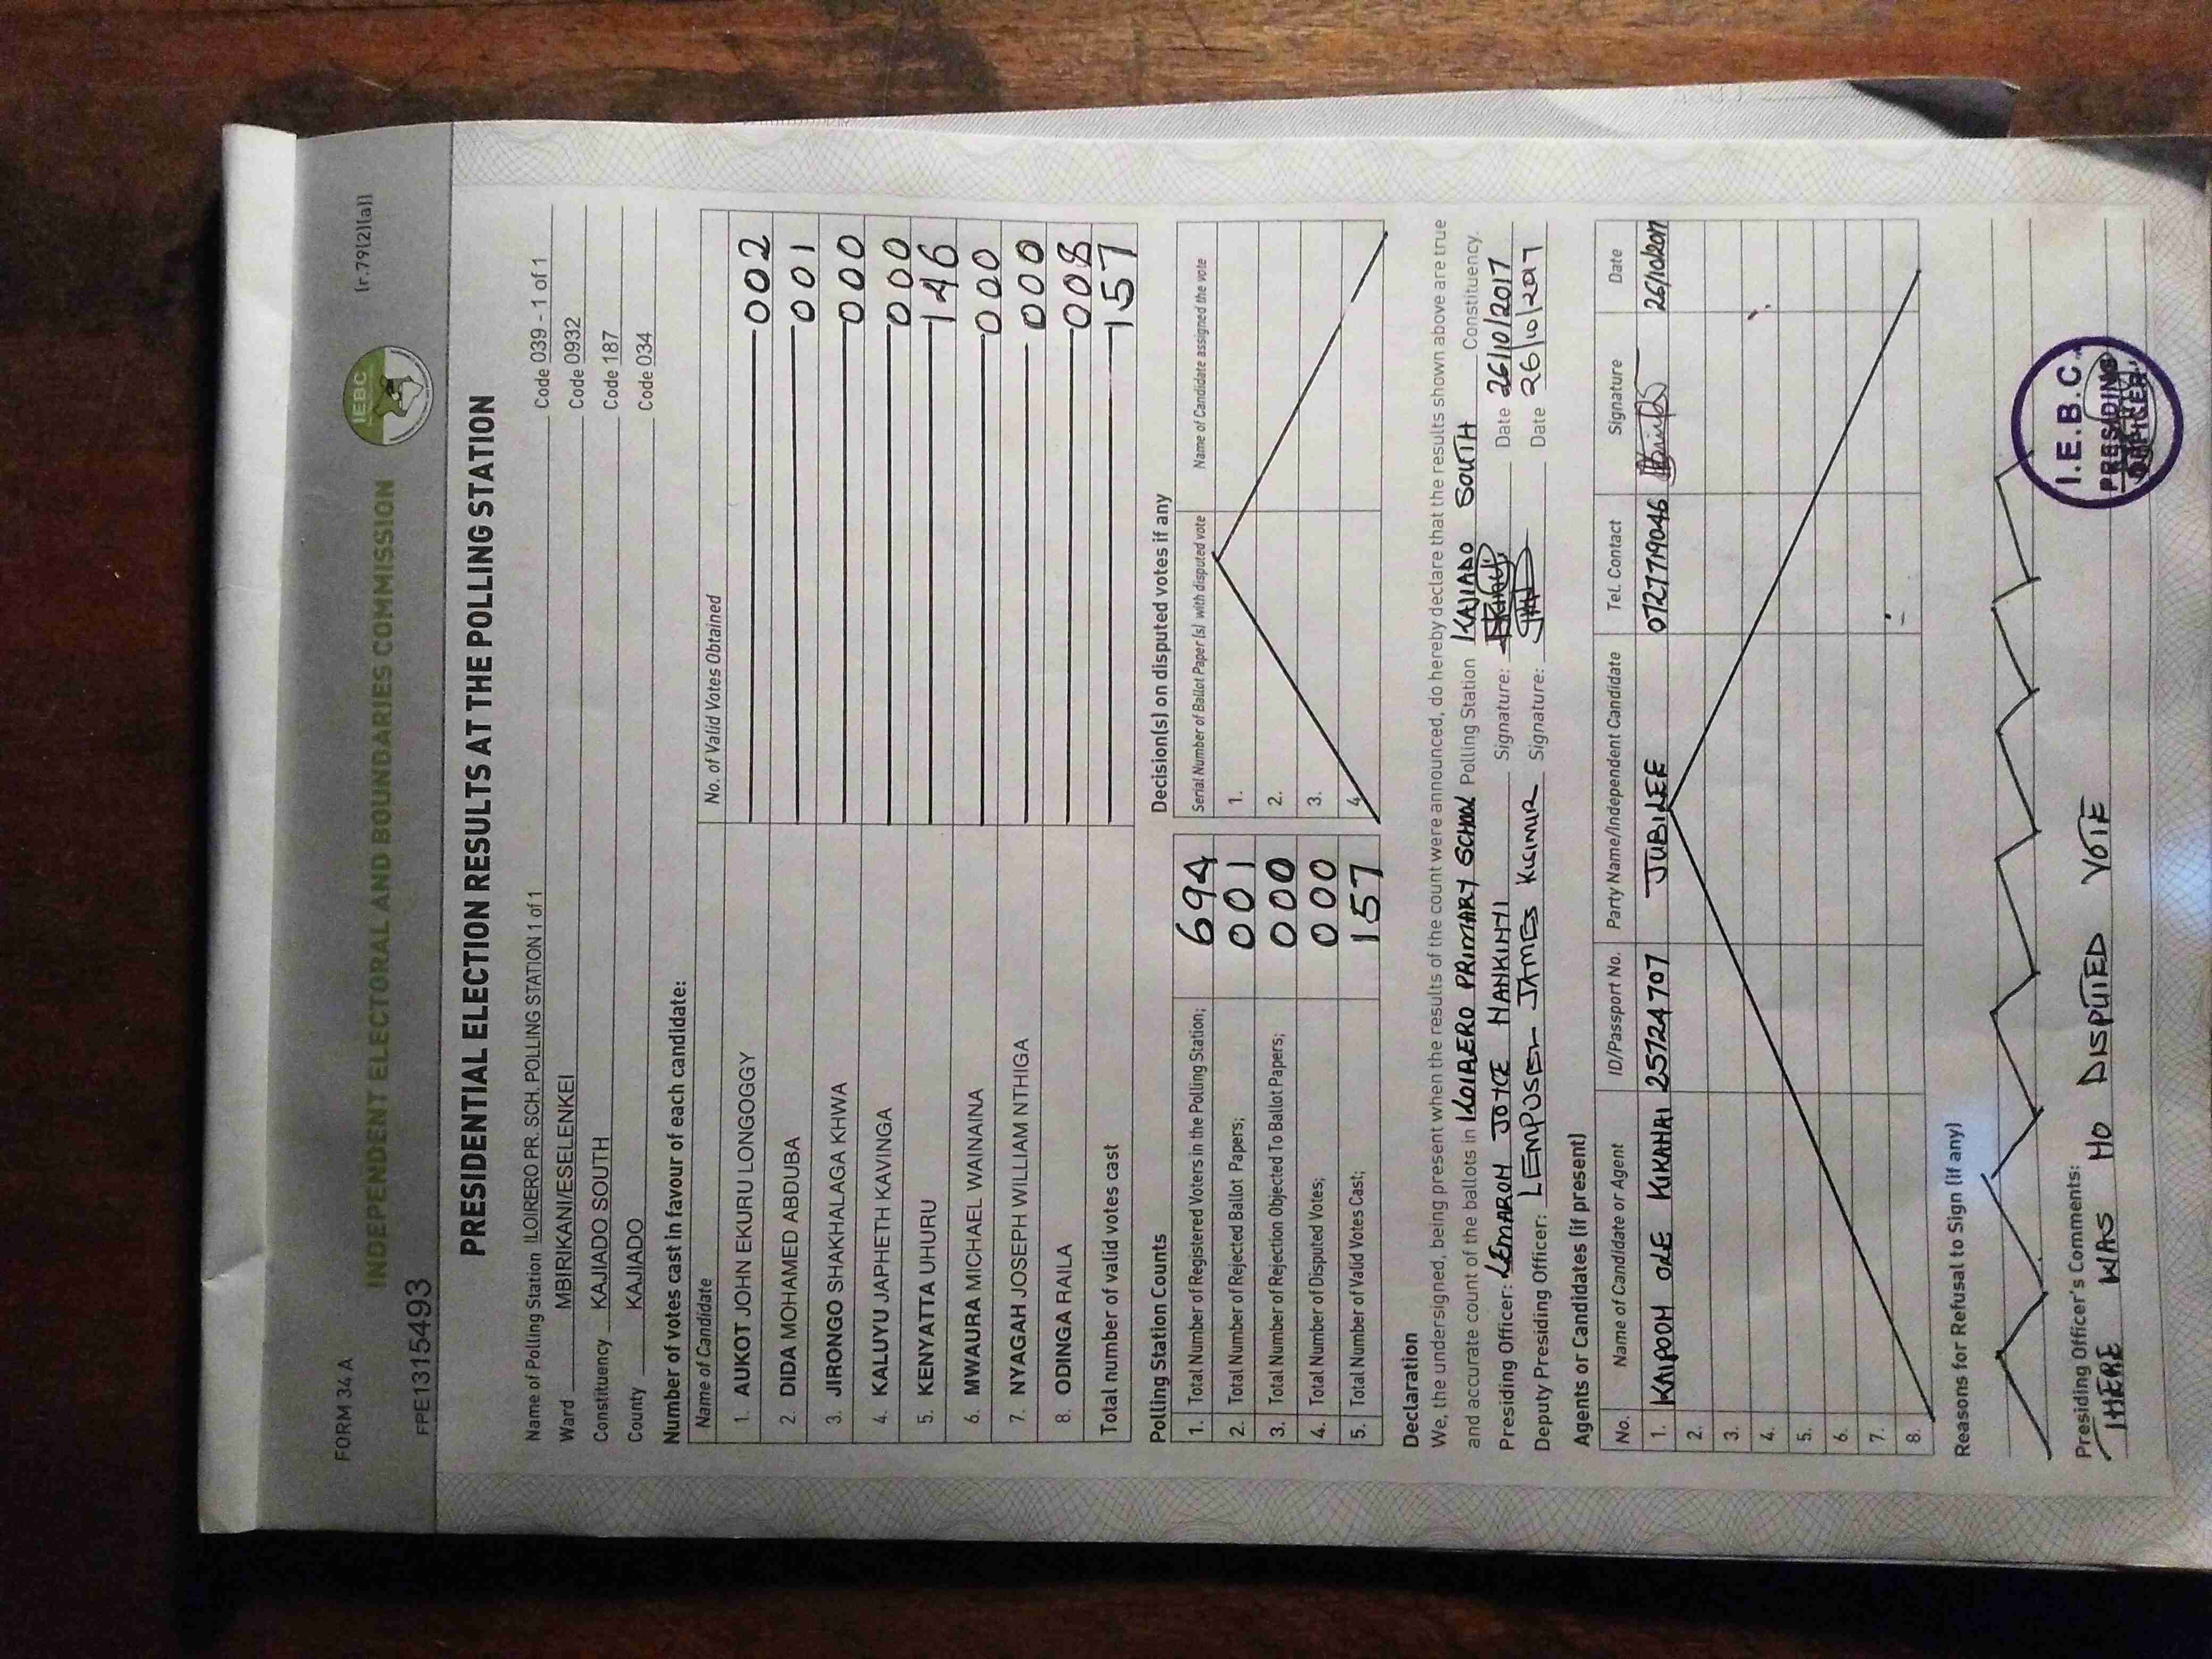 FORM 34 A (r.79(2)(a))
IEBC
INDEPENDENT ELECTORAL AND BOUNDARIES COMMISSION
FPE1315493
PRESIDENTIAL ELECTION RESULTS AT THE POLLING STATION
Name of Polling Station ILOIRERO PR. SCH. POLLING STATION 1 of 1 Code 039 - 1 of 1
Ward MBIRIKANI/ESELENKEI Code 0932
Constituency KAJIADO SOUTH Code 187
County KAJIADO Code 034
Number of votes cast in favour of each candidate:
Name of Candidate No. of Valid Votes Obtained
1. AUKOT JOHN EKURU LONGOGGY 002
2. DIDA MOHAMED ABDUBA 001
3. JIRONGO SHAKHALAGA KHWA 000
4. KALUYU JAPHETH KAVINGA 000
5. KENYATTA UHURU 146
6. MWAURA MICHAEL WAINAINA 000
7. NYAGAH JOSEPH WILLIAM NTHIGA 000
8. ODINGA RAILA 008
Total number of valid votes cast 157
Polling Station Counts
1. Total Number of Registered Voters in the Polling Station; 694
2. Total Number of Rejected Ballot Papers; 001
3. Total Number of Rejection Objected To Ballot Papers; 000
4. Total Number of Disputed Votes; 000
5. Total Number of Valid Votes Cast; 157
Decision(s) on disputed votes if any
Serial Number of Ballot Paper (s) with disputed vote Name of Candidate assigned the vote
1.
2.
3.
4.
Declaration
We, the undersigned, being present when the results of the count were announced, do hereby declare that the results shown above are true
and accurate count of the ballots in PRIMARY SCHOOL Polling Station KAJIADO SOUTH Constituency.
Presiding Officer: LEMARON JOYCE NANKINYI Signature: Date 26/10/2017
Deputy Presiding Officer: JAMES KISIMIR Signature: Date 26/10/2017
Agents or Candidates (if present)
No. Name of Candidate or Agent ID/Passport No. Party Name/Independent Candidate Tel. Contact Signature Date
1. OLE KIKANAI 25724707 JUBILEE 0727719046 26/10/2017
2.
3.
4.
5.
6.
7.
8.
Reasons for Refusal to Sign (if any)
Presiding Officer's Comments:
THERE WAS NO DISPUTED VOTE
I.E.B.C.
PRESIDING
OFFICER